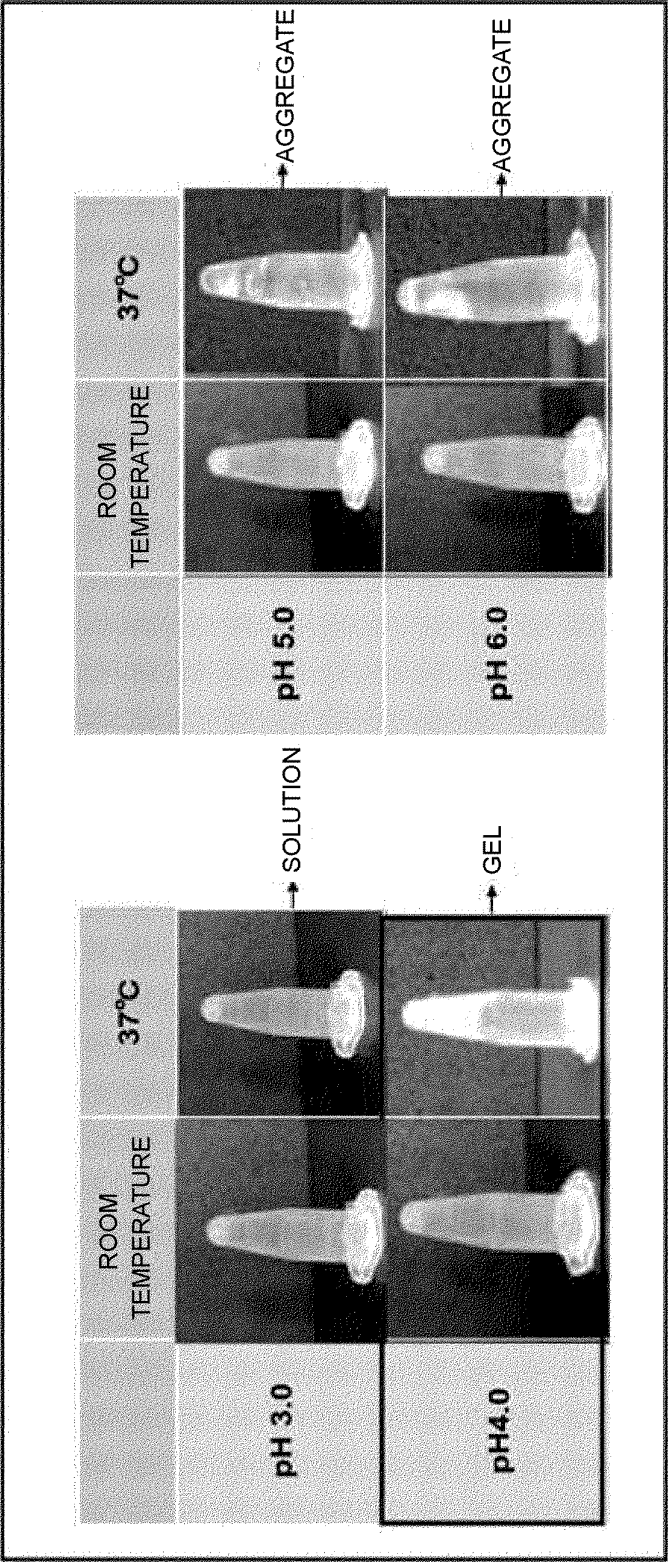 ROOM
TEMPERATURE
37°C
pH 3.0
SOLUTION
pH4.0
GEL
ROOM
TEMPERATURE
37°C
pH 5.0
AGGREGATE
pH 6.0
AGGREGATE